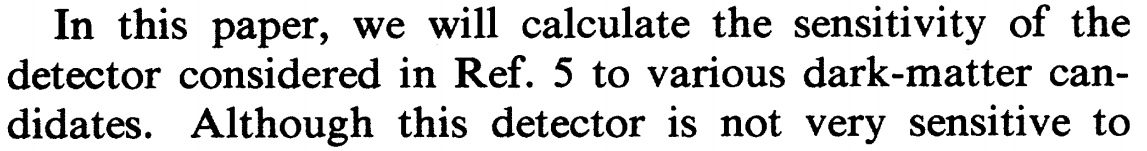 In this paper, we will calculate the sensitivity of the
detector considered in Ref. 5 to various dark-matter can-
didates. Although this detector is not very sensitive to